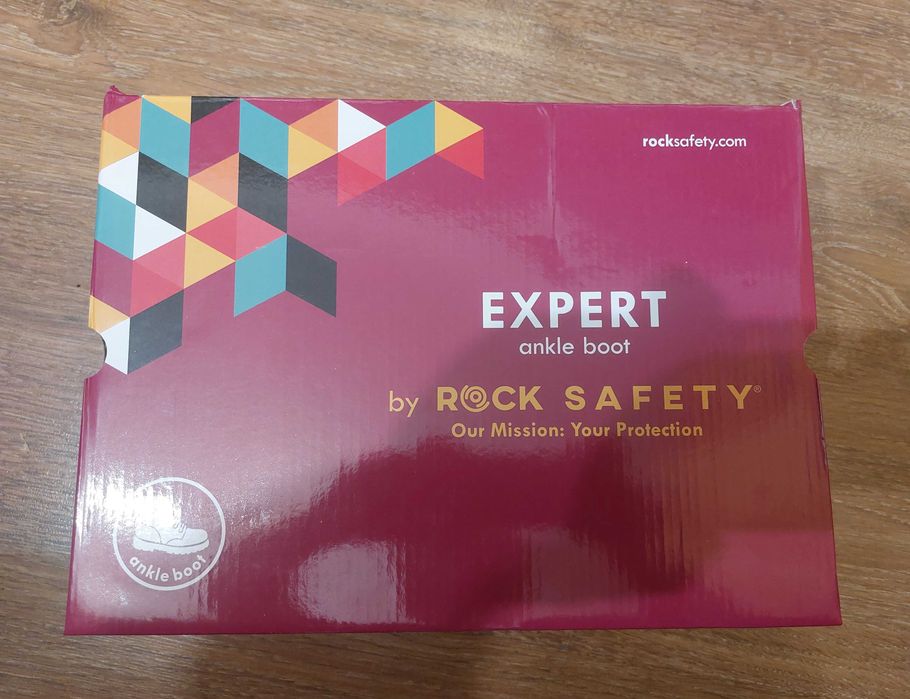 rocksafety.com
EXPERT
ankle boot
by ROCK SAFETY®
Our Mission: Your Protection
ankle boot